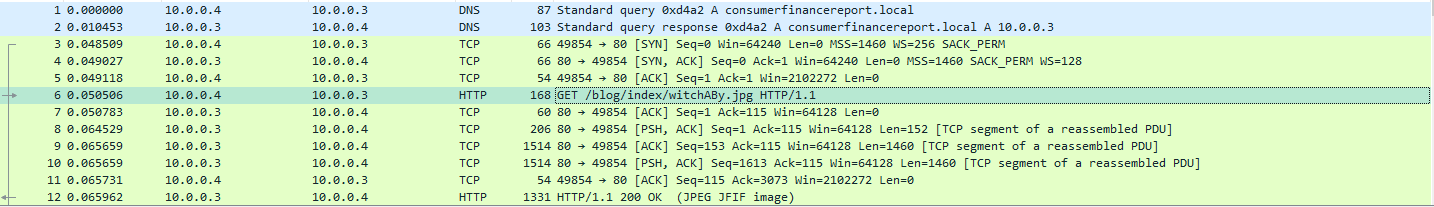 1 0.000000 10.0.0.4 10.0.0.3 DNS 87 Standard query 0xd4a2 A consumerfinancereport.local
2 0.010453 10.0.0.3 10.0.0.4 DNS 103 Standard query response 0xd4a2 A consumerfinancereport.local A 10.0.0.3
3 0.048509 10.0.0.4 10.0.0.3 TCP 66 49854 → 80 [SYN] Seq=0 Win=64240 Len=0 MSS=1460 WS=256 SACK_PERM
4 0.049027 10.0.0.3 10.0.0.4 TCP 66 80 → 49854 [SYN, ACK] Seq=0 Ack=1 Win=64240 Len=0 MSS=1460 SACK_PERM WS=128
5 0.049118 10.0.0.4 10.0.0.3 TCP 54 49854 → 80 [ACK] Seq=1 Ack=1 Win=2102272 Len=0
6 0.050506 10.0.0.4 10.0.0.3 HTTP 168 GET /blog/index/witchABy.jpg HTTP/1.1
7 0.050783 10.0.0.3 10.0.0.4 TCP 60 80 → 49854 [ACK] Seq=1 Ack=115 Win=64128 Len=0
8 0.064529 10.0.0.3 10.0.0.4 TCP 206 80 → 49854 [PSH, ACK] Seq=1 Ack=115 Win=64128 Len=152 [TCP segment of a reassembled PDU]
9 0.065659 10.0.0.3 10.0.0.4 TCP 1514 80 → 49854 [ACK] Seq=153 Ack=115 Win=64128 Len=1460 [TCP segment of a reassembled PDU]
10 0.065659 10.0.0.3 10.0.0.4 TCP 1514 80 → 49854 [PSH, ACK] Seq=1613 Ack=115 Win=64128 Len=1460 [TCP segment of a reassembled PDU]
11 0.065731 10.0.0.4 10.0.0.3 TCP 54 49854 → 80 [ACK] Seq=115 Ack=3073 Win=2102272 Len=0
12 0.065962 10.0.0.3 10.0.0.4 HTTP 1331 HTTP/1.1 200 OK (JPEG JFIF image)